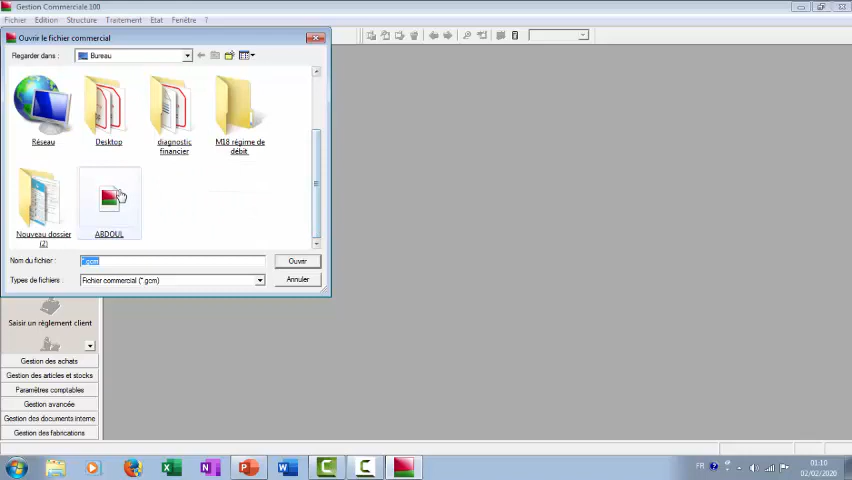 Gestion Commerciale 100
Fichier Edition Structure Traitement Etat Fenêtre ?
Ouvrir le fichier commercial
Regarder dans : Bureau
Réseau
Desktop
diagnostic
financier
M18 régime de
débit
Nouveau dossier
(2)
ABDOUL
Nom du fichier : *.gcm
Ouvrir
Types de fichiers : Fichier commercial (*.gcm)
Annuler
Saisir un règlement client
Gestion des achats
Gestion des articles et stocks
Paramètres comptables
Gestion avancée
Gestion des documents interne
Gestion des fabrications
FR
01:10
02/02/2020